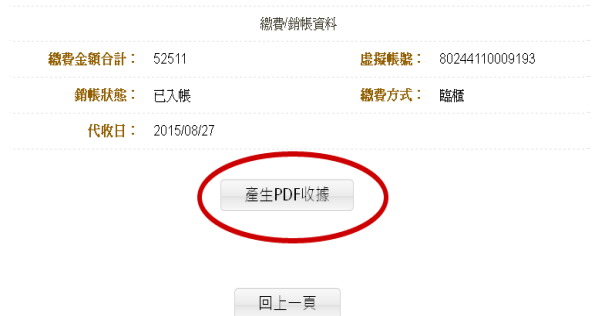 繳費/銷帳資料
繳費金額合計： 52511 虛擬帳號： 80244110009193
銷帳狀態： 已入帳 繳費方式： 臨櫃
代收日： 2015/08/27
產生PDF收據
回上一頁